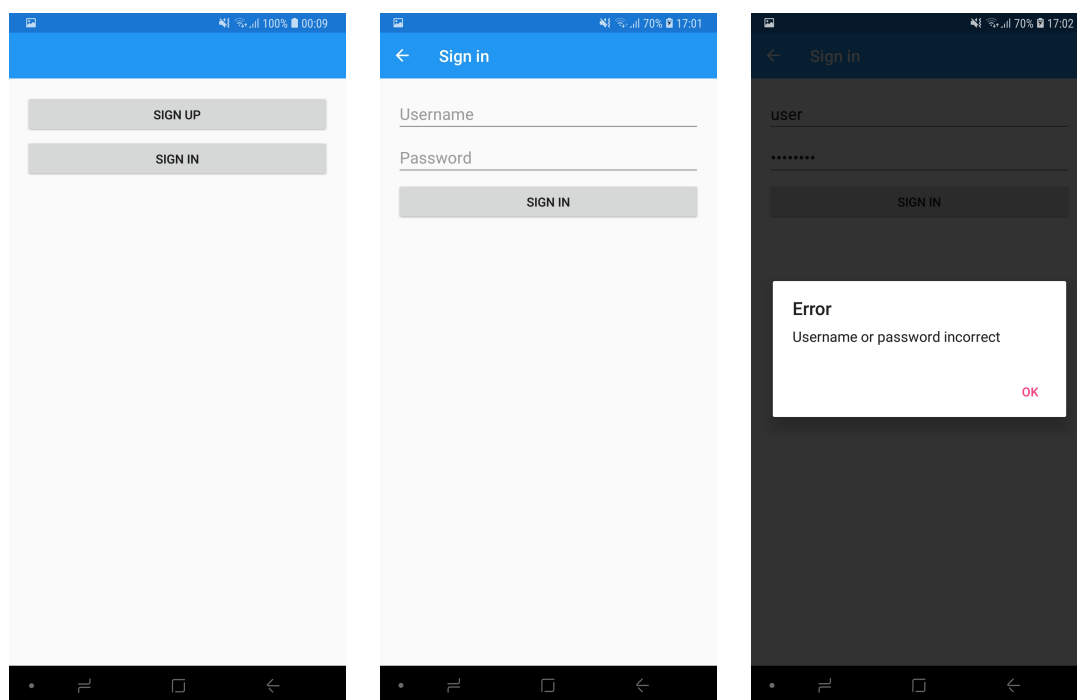 100% 00:09
SIGN UP
SIGN IN
70% 17:01
Sign in
Username
Password
SIGN IN
70% 17:02
Sign in
user
••••••••
SIGN IN
Error
Username or password incorrect
OK